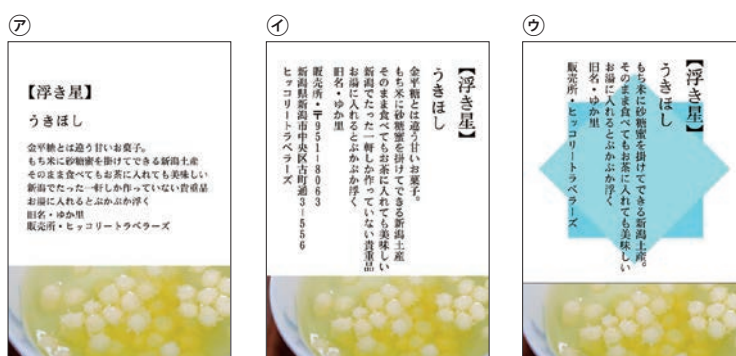 ㋐
【浮き星】
うきほし
金平糖とは違う甘いお菓子。
もち米に砂糖蜜を掛けてできる新潟土産
そのまま食べてもお茶に入れても美味しい
新潟でたった一軒しか作っていない貴重品
お湯に入れるとぷかぷか浮く
旧名・ゆか里
販売所・ヒッコリートラベラーズ
㋑
【浮き星】
うきほし
金平糖とは違う甘いお菓子。
もち米に砂糖蜜を掛けてできる新潟土産
そのまま食べてもお茶に入れても美味しい
新潟でたった一軒しか作っていない貴重品
お湯に入れるとぷかぷか浮く
旧名・ゆか里
販売所・〒951-8063
新潟県新潟市中央区古町通3-556
ヒッコリートラベラーズ
㋒
【浮き星】
うきほし
もち米に砂糖蜜を掛けてできる新潟土産。
そのまま食べてもお茶に入れても美味しい
お湯に入れるとぷかぷか浮く
旧名・ゆか里
販売所・ヒッコリートラベラーズ